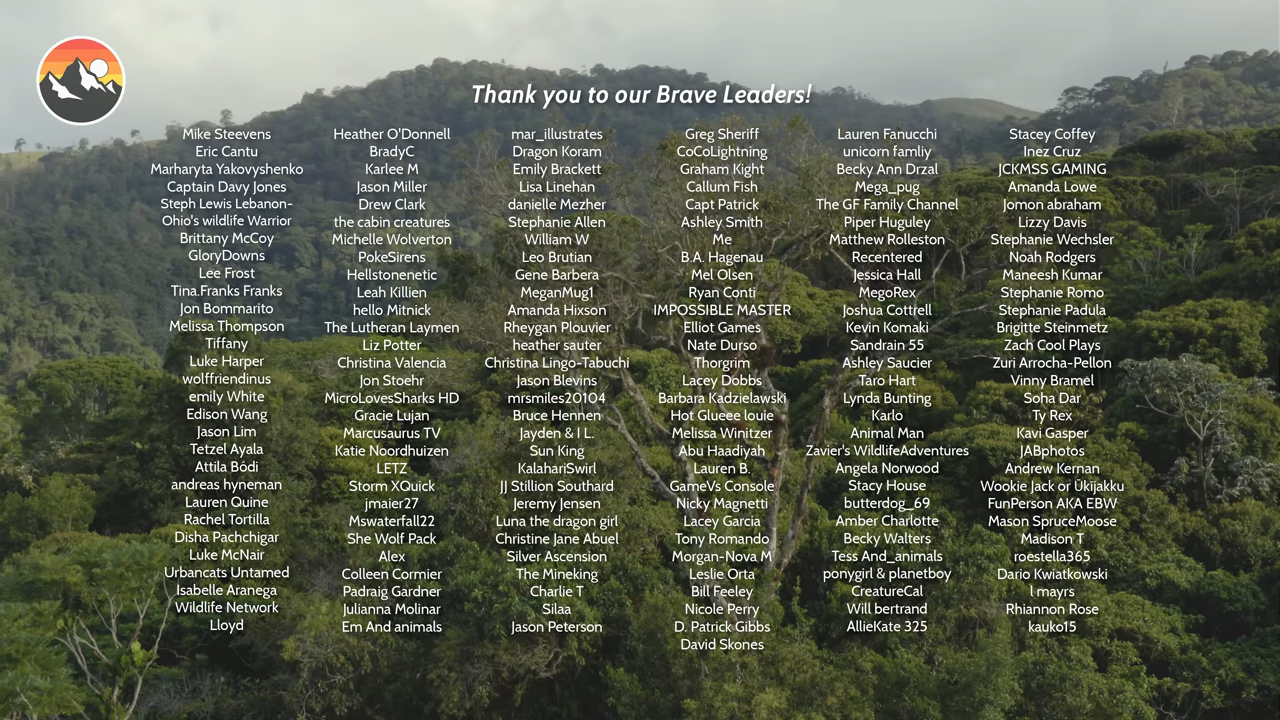 Thank you to our Brave Leaders!
Mike Steevens
Eric Cantu
Marharyta Yakovyshenko
Captain Davy Jones
Steph Lewis Lebanon-
Ohio's wildlife Warrior
Brittany McCoy
GloryDowns
Lee Frost
Tina.Franks Franks
Jon Bommarito
Melissa Thompson
Tiffany
Luke Harper
wolffriendinus
emily White
Edison Wang
Jason Lim
Tetzel Ayala
Attila Bódi
andreas hyneman
Lauren Quine
Rachel Tortilla
Disha Pachchigar
Luke McNair
Urbancats Untamed
Isabelle Aranega
Wildlife Network
Lloyd
Heather O'Donnell
BradyC
Karlee M
Jason Miller
Drew Clark
the cabin creatures
Michelle Wolverton
PokeSirens
Hellstonenetic
Leah Killien
hello Mitnick
The Lutheran Laymen
Liz Potter
Christina Valencia
Jon Stoehr
MicroLovesSharks HD
Gracie Lujan
Marcusaurus TV
Katie Noordhuizen
LETZ
Storm XQuick
jmaier27
Mswaterfall22
She Wolf Pack
Alex
Colleen Cormier
Padraig Gardner
Julianna Molinar
Em And animals
mar_illustrates
Dragon Koram
Emily Brackett
Lisa Linehan
danielle Mezher
Stephanie Allen
William W
Leo Brutian
Gene Barbera
MeganMug1
Amanda Hixson
Rheygan Plouvier
heather sauter
Christina Lingo-Tabuchi
Jason Blevins
mrsmiles20104
Bruce Hennen
Jayden & I L.
Sun King
KalahariSwirl
JJ Stillion Southard
Jeremy Jensen
Luna the dragon girl
Christine Jane Abuel
Silver Ascension
The Mineking
Charlie T
Silaa
Jason Peterson
Greg Sheriff
CoCoLightning
Graham Kight
Callum Fish
Capt Patrick
Ashley Smith
Me
B.A. Hagenau
Mel Olsen
Ryan Conti
IMPOSSIBLE MASTER
Elliot Games
Nate Durso
Thorgrim
Lacey Dobbs
Barbara Kadzielawski
Hot Glueee louie
Melissa Winitzer
Abu Haadiyah
Lauren B.
GameVs Console
Nicky Magnetti
Lacey Garcia
Tony Romando
Morgan-Nova M
Leslie Orta
Bill Feeley
Nicole Perry
D. Patrick Gibbs
David Skones
Lauren Fanucchi
unicorn famliy
Becky Ann Drzal
Mega_pug
The GF Family Channel
Piper Huguley
Matthew Rolleston
Recentered
Jessica Hall
MegoRex
Joshua Cottrell
Kevin Komaki
Sandrain 55
Ashley Saucier
Taro Hart
Lynda Bunting
Karlo
Animal Man
Zavier's WildlifeAdventures
Angela Norwood
Stacy House
butterdog_69
Amber Charlotte
Becky Walters
Tess And_animals
ponygirl & planetboy
CreatureCal
Will bertrand
AllieKate 325
Stacey Coffey
Inez Cruz
JCKMSS GAMING
Amanda Lowe
Jomon abraham
Lizzy Davis
Stephanie Wechsler
Noah Rodgers
Maneesh Kumar
Stephanie Romo
Stephanie Padula
Brigitte Steinmetz
Zach Cool Plays
Zuri Arrocha-Pellon
Vinny Bramel
Soha Dar
Ty Rex
Kavi Gasper
JABphotos
Andrew Kernan
Wookie Jack or Ukijakku
FunPerson AKA EBW
Mason SpruceMoose
Madison T
roestella365
Dario Kwiatkowski
l mayrs
Rhiannon Rose
kauko15